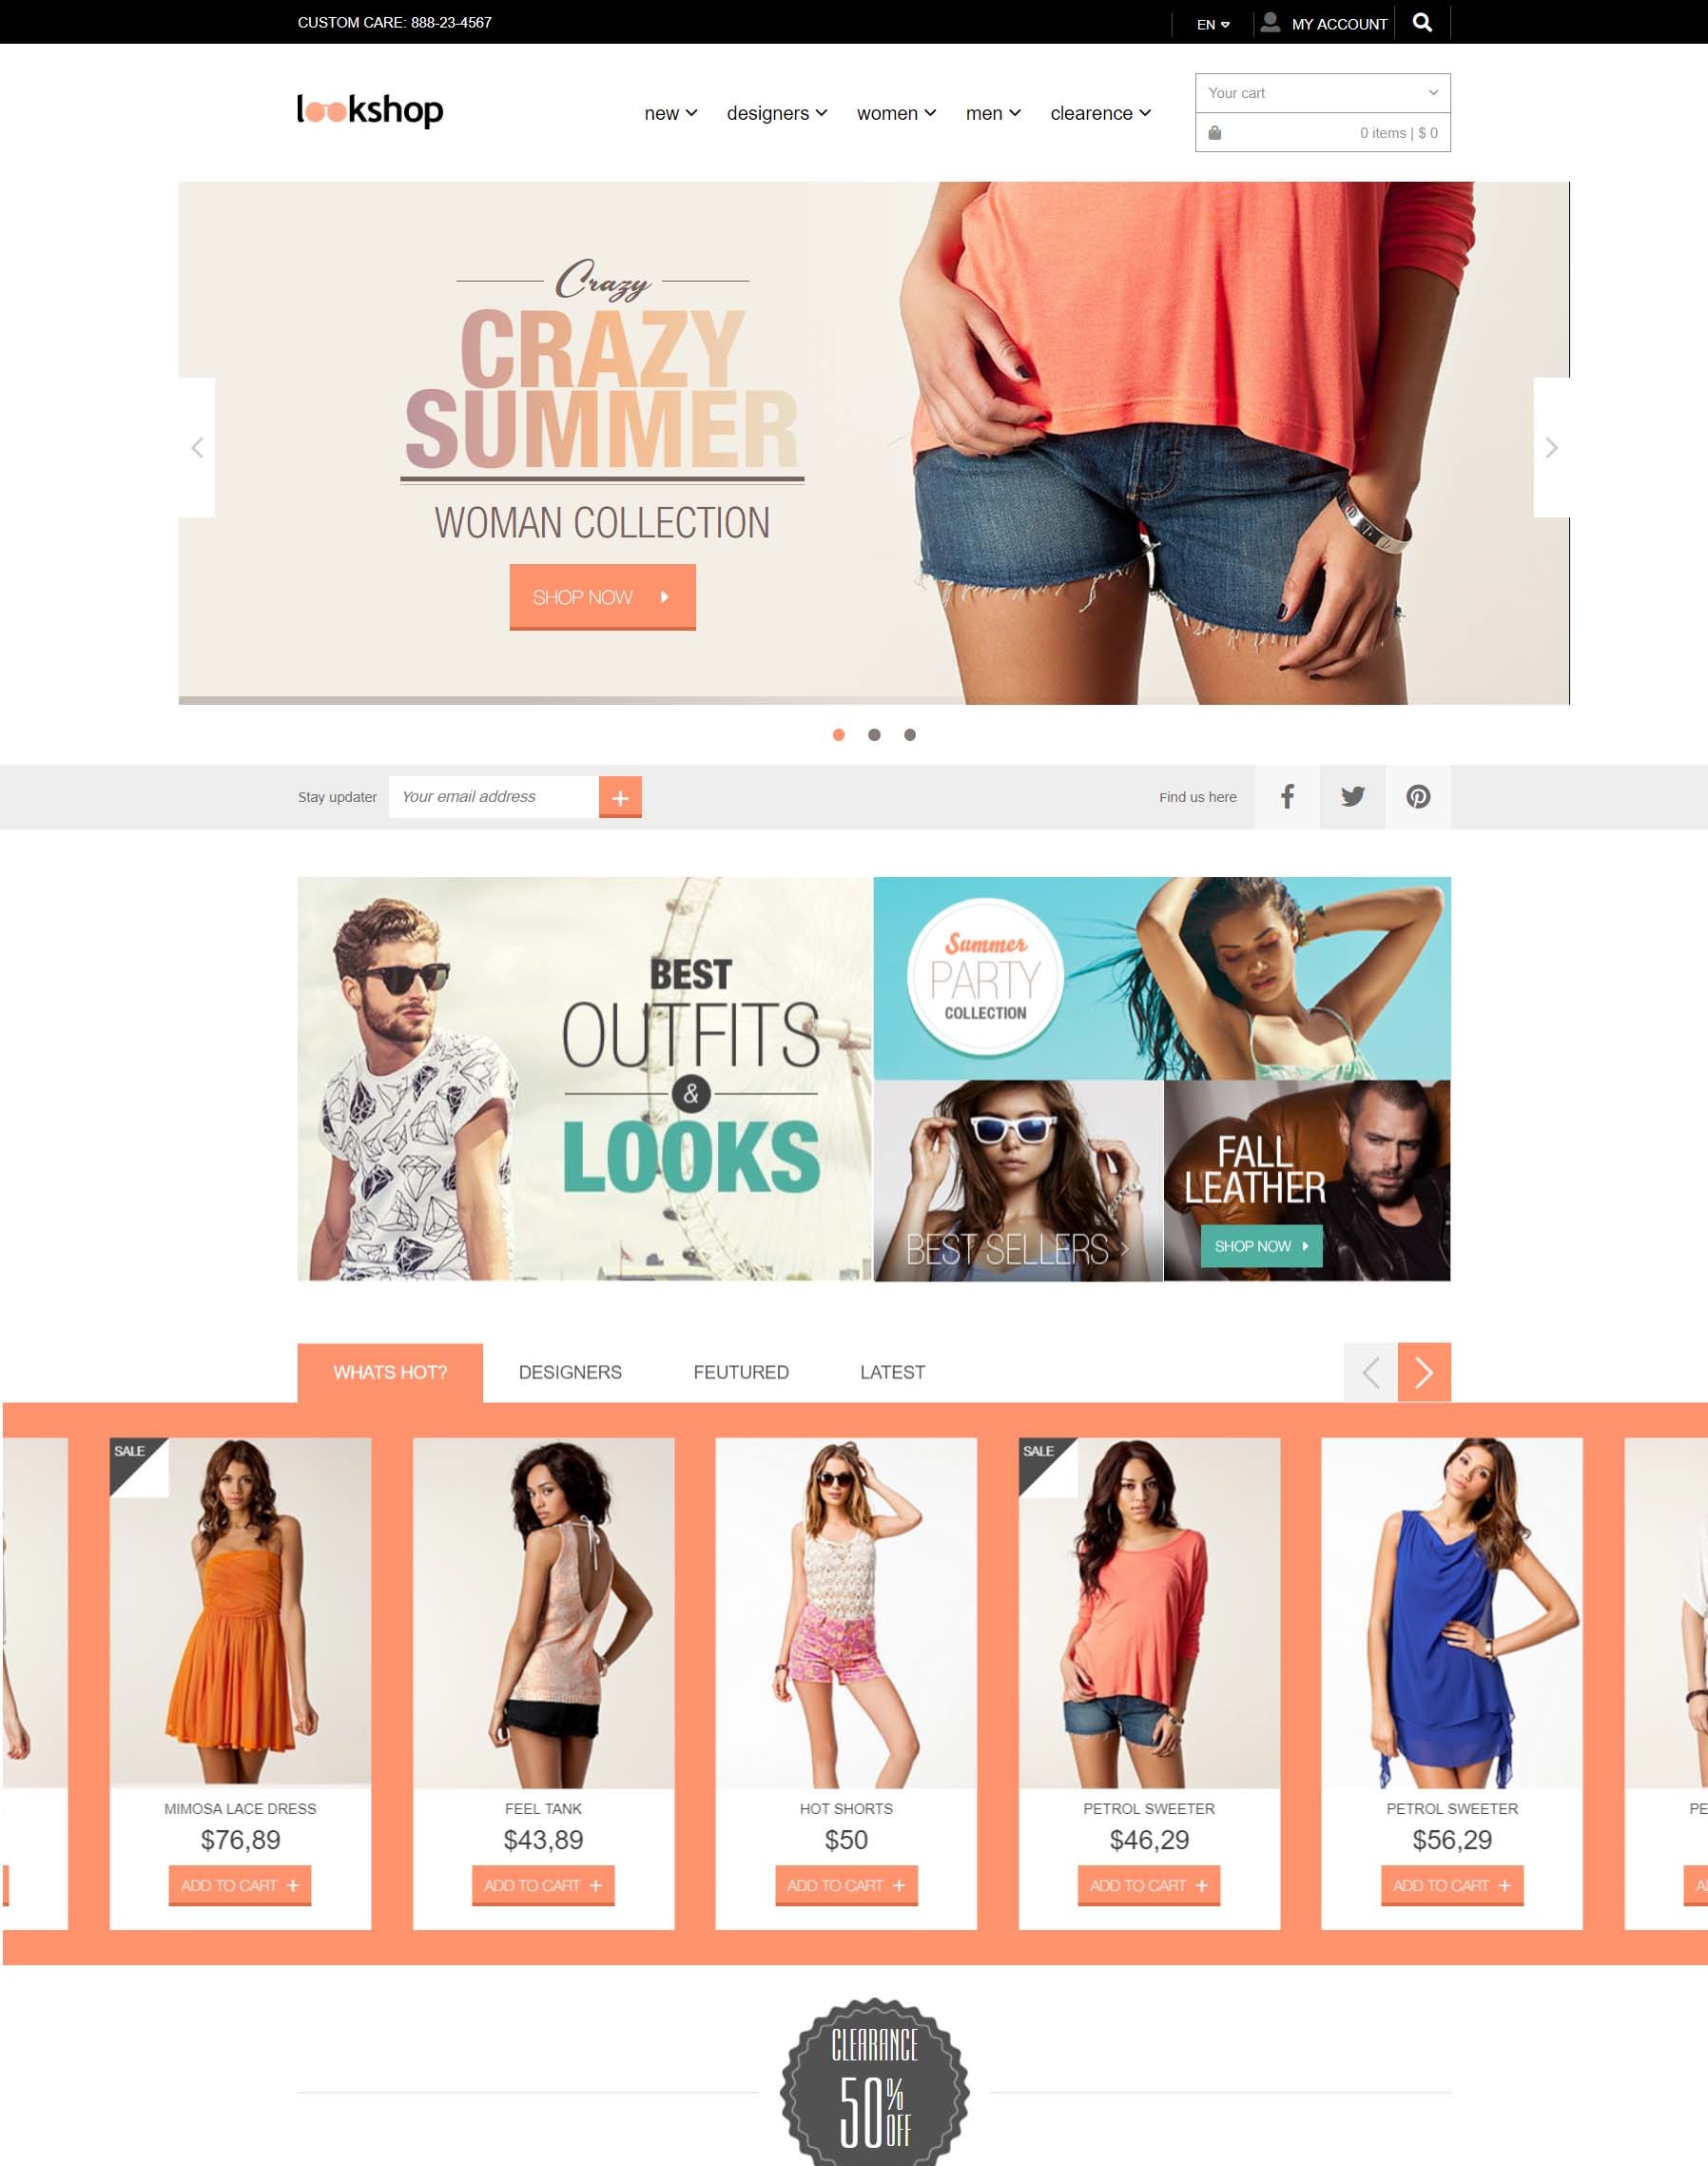 CUSTOM CARE: 888-23-4567
EN
MY ACCOUNT
lookshop
new
designers
women
men
clearence
Your cart
0 items | $ 0
Crazy
CRAZY
SUMMER
WOMAN COLLECTION
SHOP NOW
Stay updater
Your email address
+
Find us here
BEST
OUTFITS
&
LOOKS
Summer
PARTY
COLLECTION
BEST SELLERS >
FALL
LEATHER
SHOP NOW
WHATS HOT?
DESIGNERS
FEUTURED
LATEST
SALE
SALE
MIMOSA LACE DRESS
FEEL TANK
HOT SHORTS
PETROL SWEETER
PETROL SWEETER
PE
$76,89
$43,89
$50
$46,29
$56,29
ADD TO CART +
ADD TO CART +
ADD TO CART +
ADD TO CART +
ADD TO CART +
A
CLEARANCE
50%
OFF